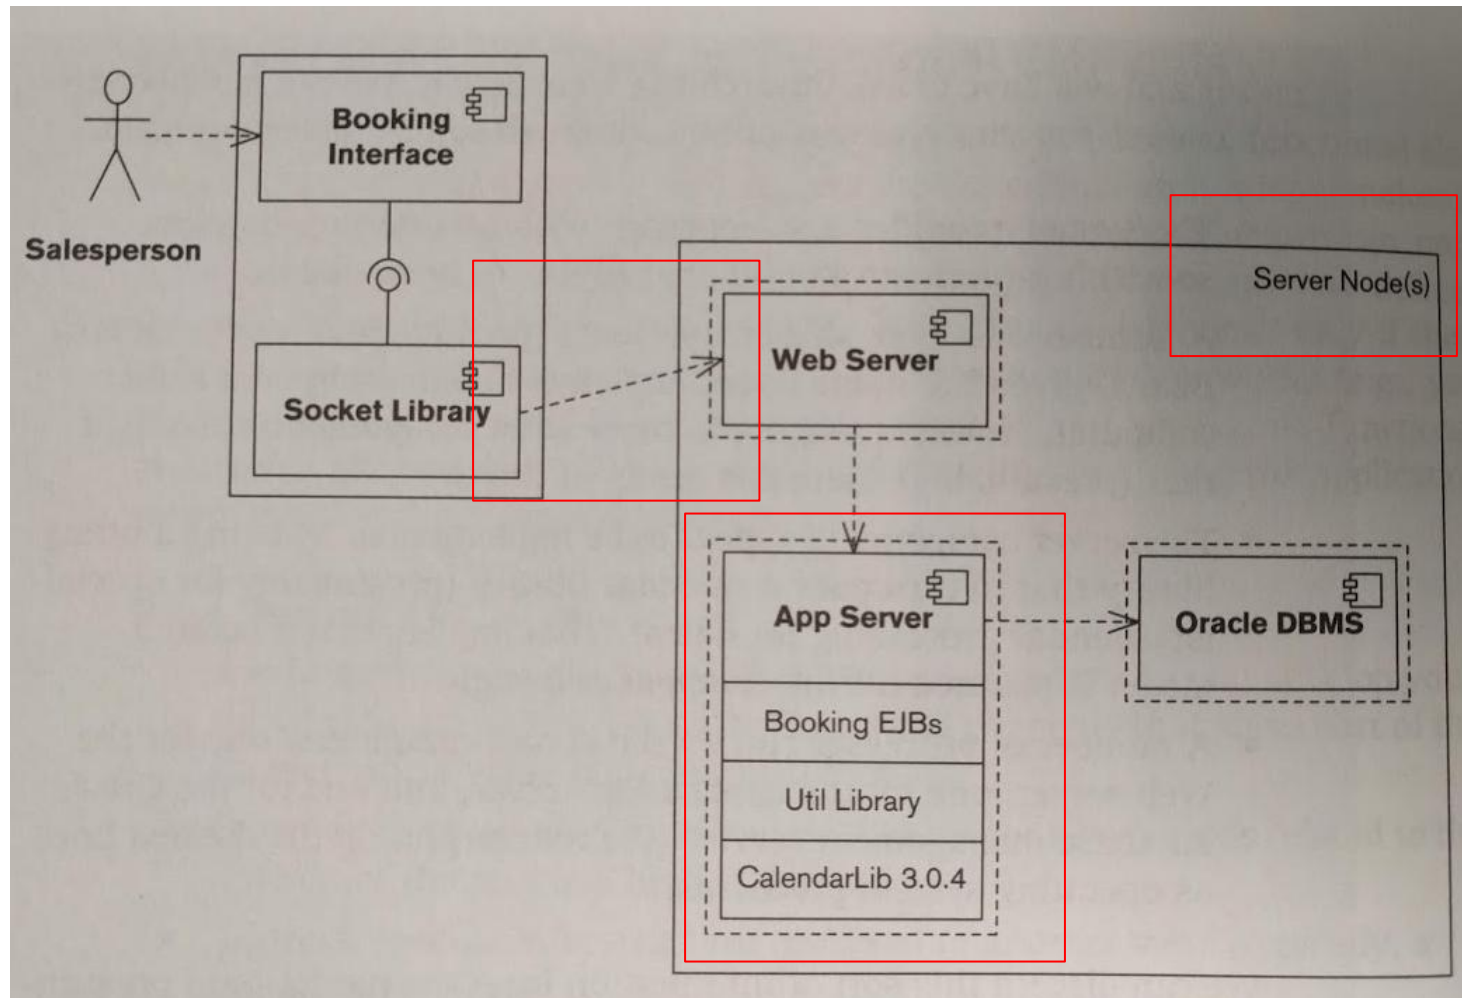 Booking
Interface
Salesperson
Server Node(s)
Web Server
Socket Library
App Server
Oracle DBMS
Booking EJBs
Util Library
CalendarLib 3.0.4